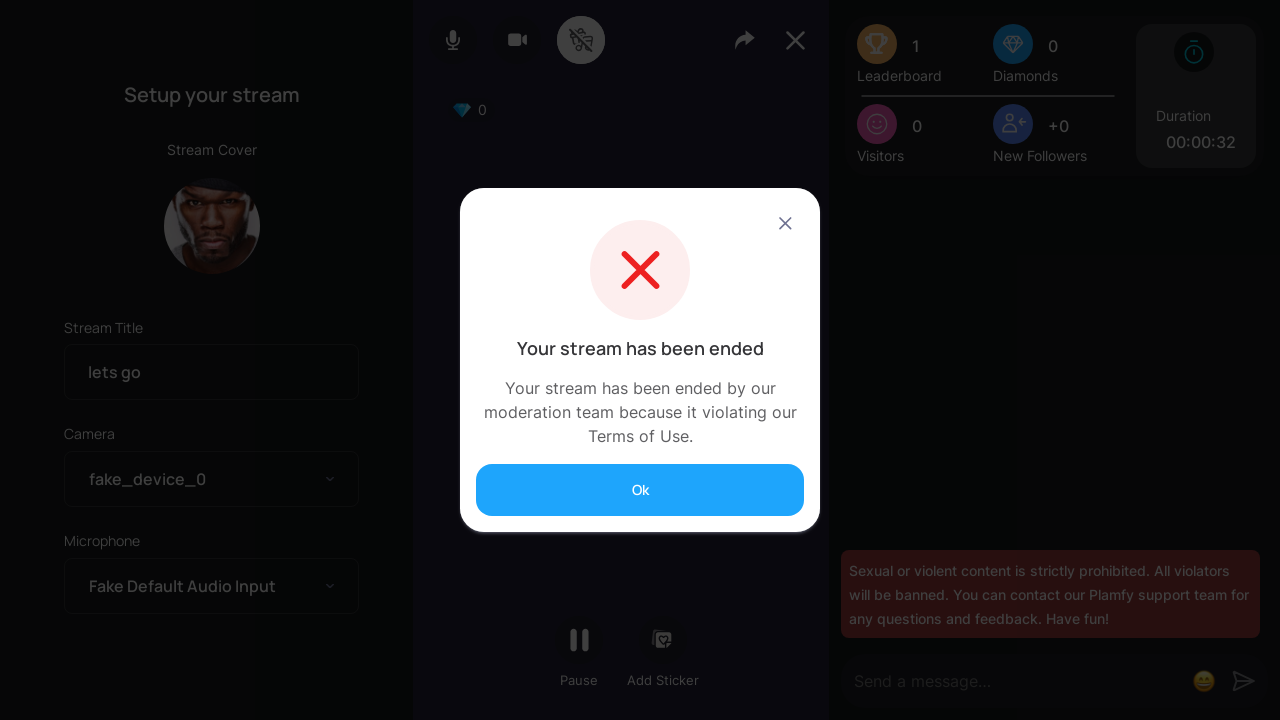 Setup your stream
Stream Cover
Stream Title
lets go
Camera
fake_device_0
Microphone
Fake Default Audio Input
0
Your stream has been ended
Your stream has been ended by our
moderation team because it violating our
Terms of Use.
Ok
Pause
Add Sticker
1
Leaderboard
0
Diamonds
0
Visitors
+0
New Followers
Duration
00:00:32
Sexual or violent content is strictly prohibited. All violators
will be banned. You can contact our Plamfy support team for
any questions and feedback. Have fun!
Send a message...